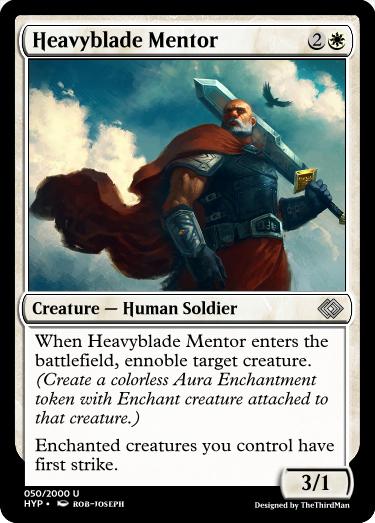 Heavyblade Mentor 2
Creature — Human Soldier
When Heavyblade Mentor enters the
battlefield, ennoble target creature.
(Create a colorless Aura Enchantment
token with Enchant creature attached to
that creature.)
Enchanted creatures you control have
first strike.
3/1
050/2000 U
HYP • ROB-JOSEPH
Designed by TheThirdMan